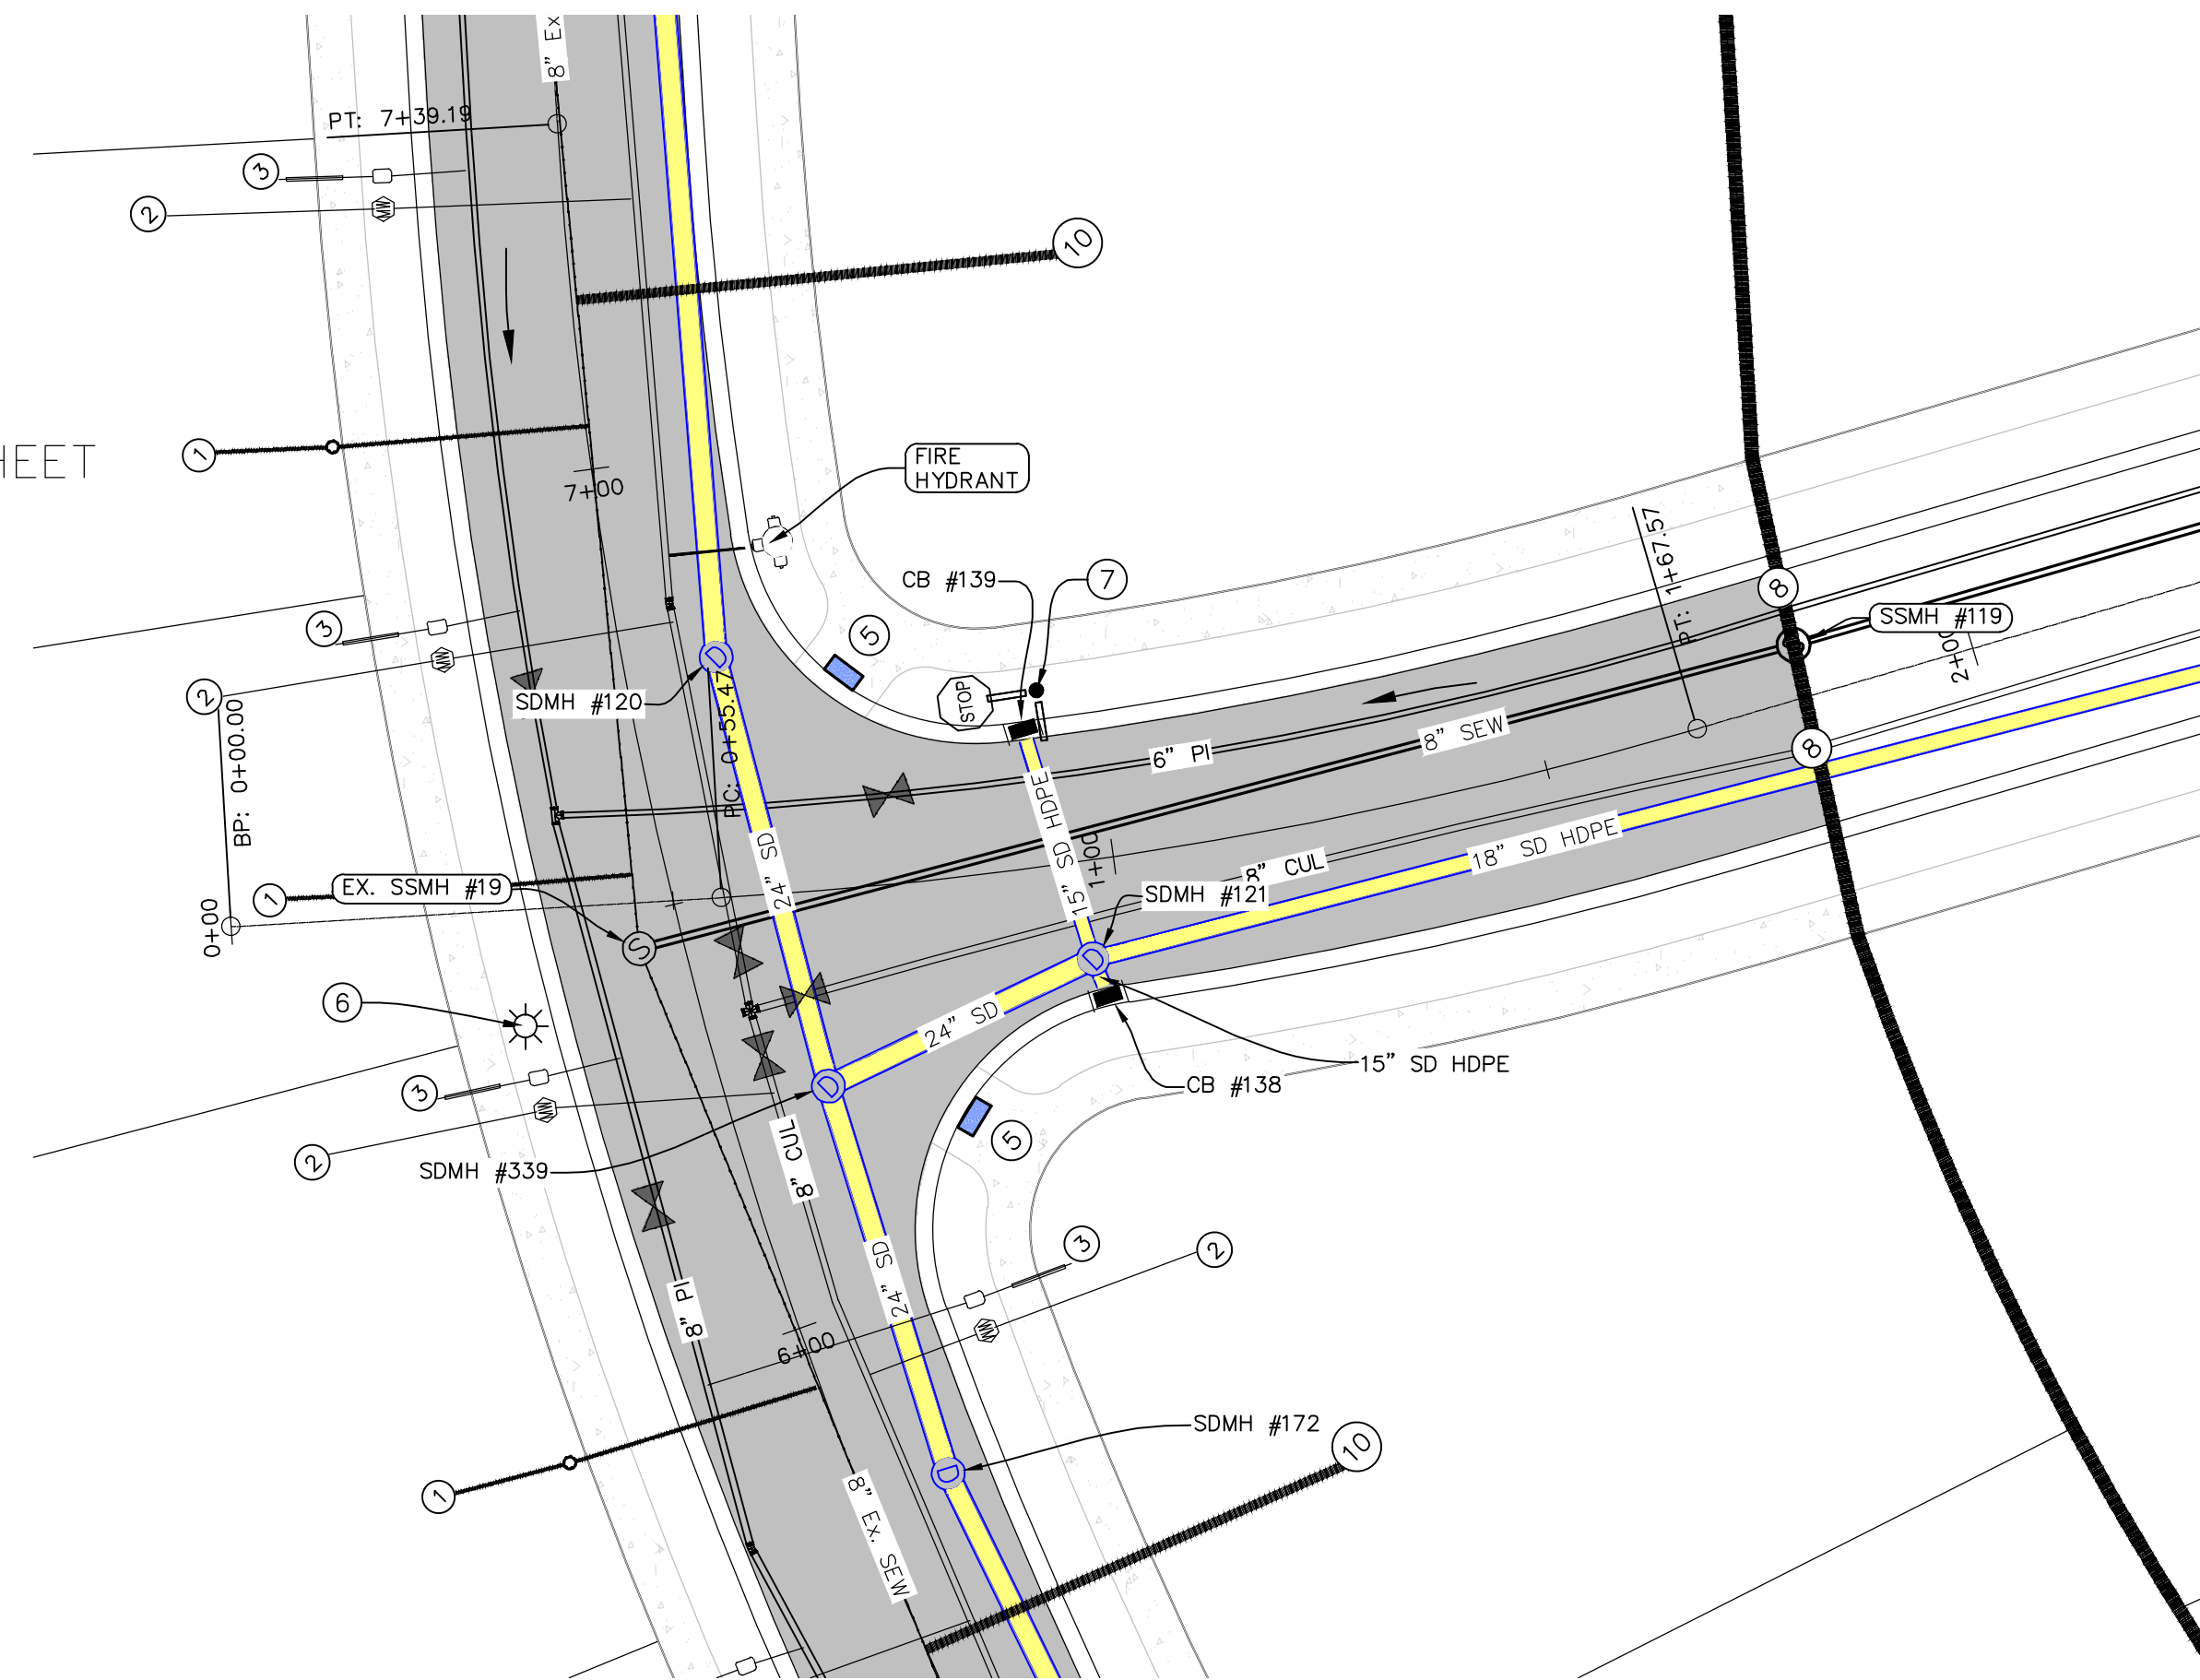 8" Ex
PT: 7+39.19
3
2
MW
10
HEET
1
7+00
FIRE
HYDRANT
CB #139
7
PT: 1+67.57
8
SSMH #119
2+00
3
MW
5
2
SDMH #120
STOP
PC: 0+55.47
BP: 0+00.00
0+00
6" PI
8" SEW
8
15" SD HDPE
1+00
24" SD
8" CUL
18" SD HDPE
1
EX. SSMH #19
SDMH #121
S
D
D
D
6
24" SD
15" SD HDPE
CB #138
3
MW
2
SDMH #339
8" CUL
5
3
2
MW
24" SD
8" PI
6+00
SDMH #172
D
10
1
8" Ex. SEW